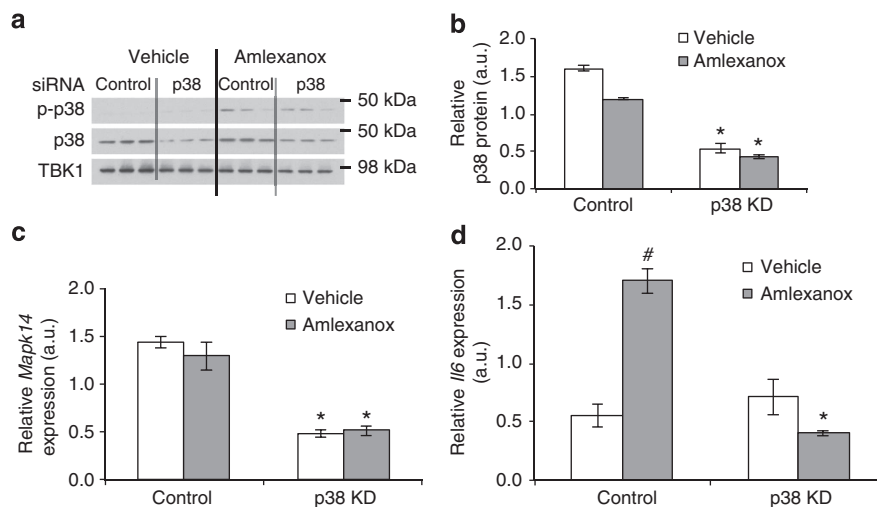 a
Vehicle Amlexanox
siRNA Control p38 Control p38
p-p38 50 kDa
p38 50 kDa
TBK1 98 kDa
b
Relative
p38 protein (a.u.)
2.0
1.5
1.0
0.5
0.0
Vehicle
Amlexanox
* *
Control p38 KD
c
Relative Mapk14
expression (a.u.)
2.0
1.5
1.0
0.5
0.0
Vehicle
Amlexanox
* *
Control p38 KD
d
Relative Il6 expression
(a.u.)
2.0
1.5
1.0
0.5
0.0
#
Vehicle
Amlexanox
*
Control p38 KD